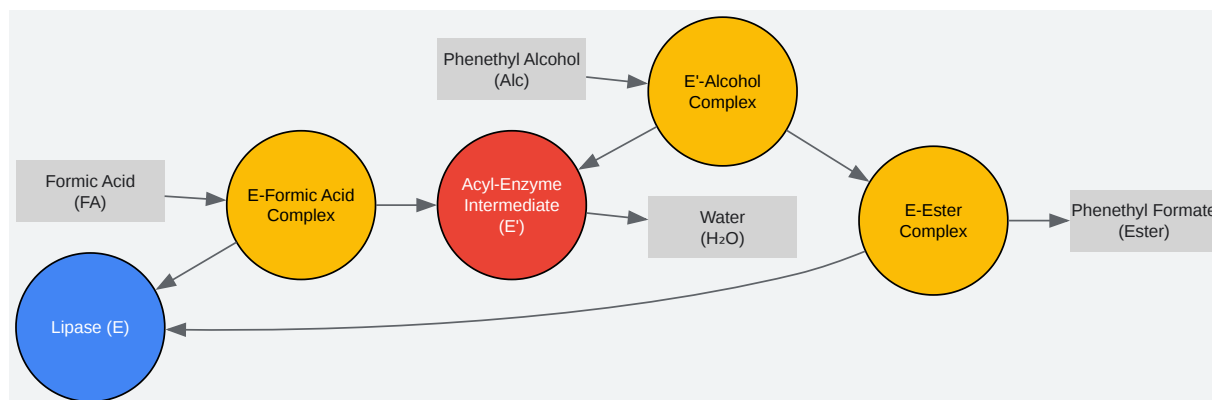 Phenethyl Alcohol
(Alc)
E'-Alcohol
Complex
Formic Acid
(FA)
E-Formic Acid
Complex
Acyl-Enzyme
Intermediate
(E')
Water
(H₂O)
E-Ester
Complex
Phenethyl Formate
(Ester)
Lipase (E)